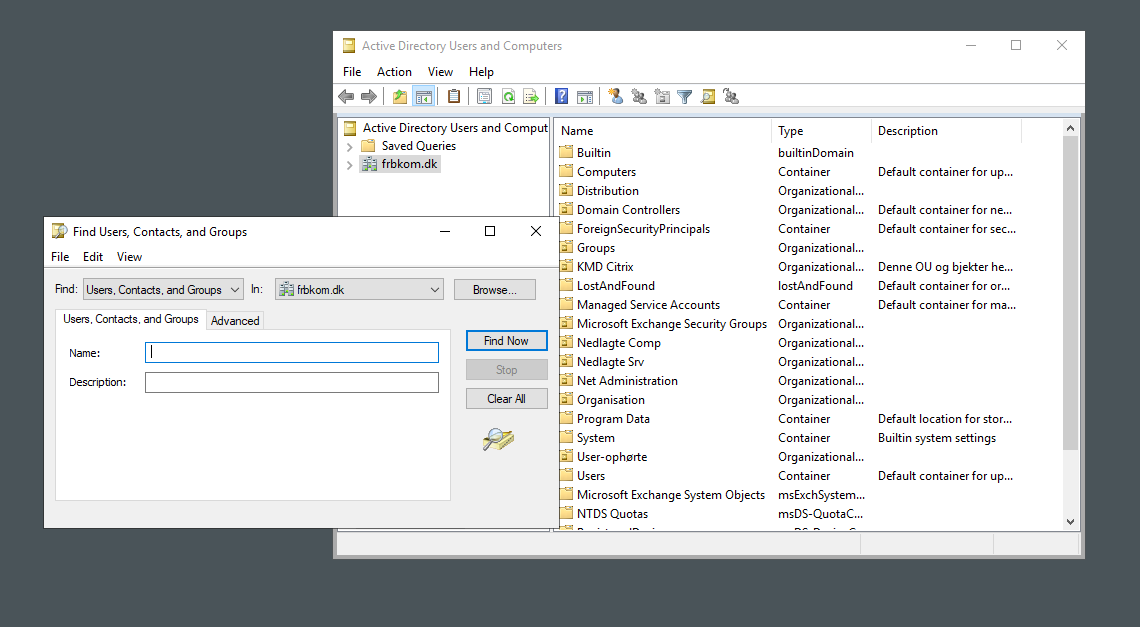 Active Directory Users and Computers
File Action View Help
Active Directory Users and Comput
Saved Queries
frbkom.dk
Name Type Description
Builtin builtinDomain
Computers Container Default container for up...
Distribution Organizational...
Domain Controllers Organizational... Default container for ne...
ForeignSecurityPrincipals Container Default container for sec...
Groups Organizational...
KMD Citrix Organizational... Denne OU og bjekter he...
LostAndFound lostAndFound Default container for or...
Managed Service Accounts Container Default container for ma...
Microsoft Exchange Security Groups Organizational...
Nedlagte Comp Organizational...
Nedlagte Srv Organizational...
Net Administration Organizational...
Organisation Organizational...
Program Data Container Default location for stor...
System Container Builtin system settings
User-ophørte Organizational...
Users Container Default container for up...
Microsoft Exchange System Objects msExchSystem...
NTDS Quotas msDS-QuotaC...
Find Users, Contacts, and Groups
File Edit View
Find: Users, Contacts, and Groups In: frbkom.dk Browse...
Users, Contacts, and Groups Advanced
Name:
Description:
Find Now
Stop
Clear All